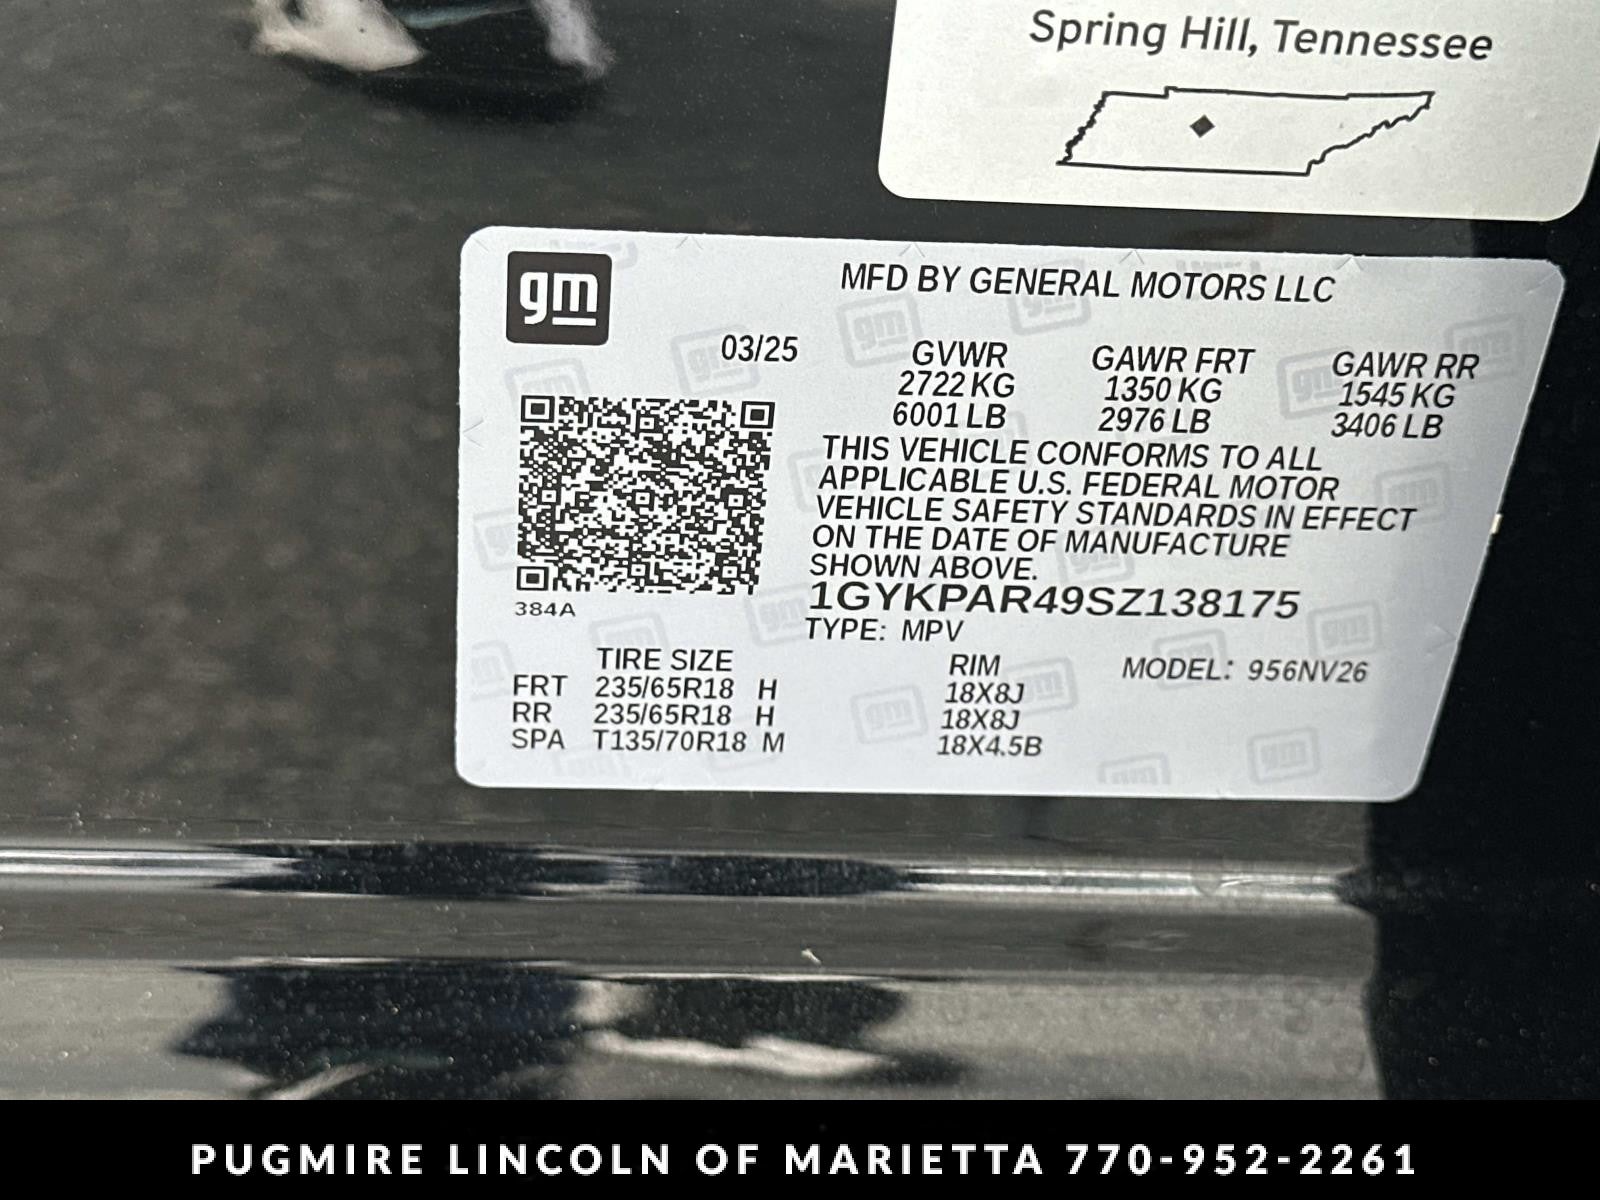 Spring Hill, Tennessee
gm
MFD BY GENERAL MOTORS LLC
03/25
GVWR GAWR FRT GAWR RR
2722 KG 1350 KG 1545 KG
6001 LB 2976 LB 3406 LB
THIS VEHICLE CONFORMS TO ALL
APPLICABLE U.S. FEDERAL MOTOR
VEHICLE SAFETY STANDARDS IN EFFECT
ON THE DATE OF MANUFACTURE
SHOWN ABOVE.
1GYKPAR49SZ138175
384A
TYPE: MPV
TIRE SIZE RIM MODEL: 956NV26
FRT 235/65R18 H 18X8J
RR 235/65R18 H 18X8J
SPA T135/70R18 M 18X4.5B
PUGMIRE LINCOLN OF MARIETTA 770-952-2261